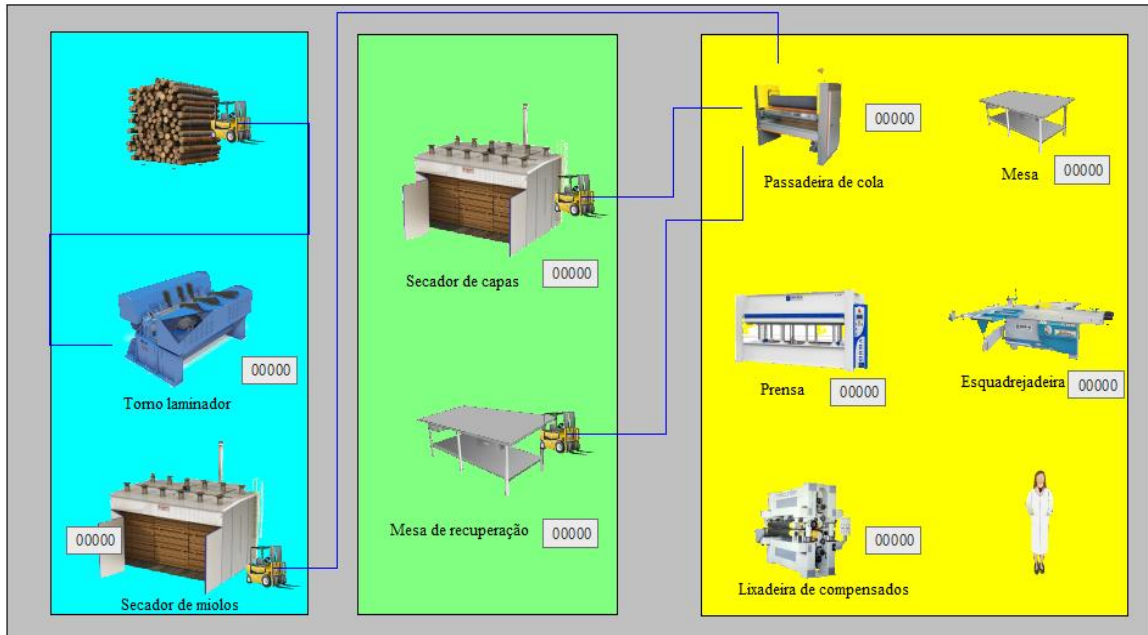 00000
Torno laminador
00000
Secador de miolos
Secador de capas
00000
Mesa de recuperação
00000
00000
Passadeira de cola
Mesa
00000
Prensa
00000
Esquadrejadeira
00000
00000
Lixadeira de compensados